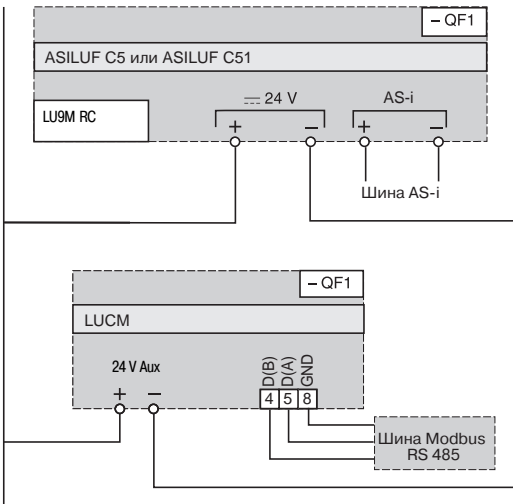 – QF1
ASILUF C5 или ASILUF C51
LU9M RC
24 V
AS-i
+ – + –
Шина AS-i
– QF1
LUCM
24 V Aux
D(B)
D(A)
GND
+ –
4 5 8
Шина Modbus
RS 485